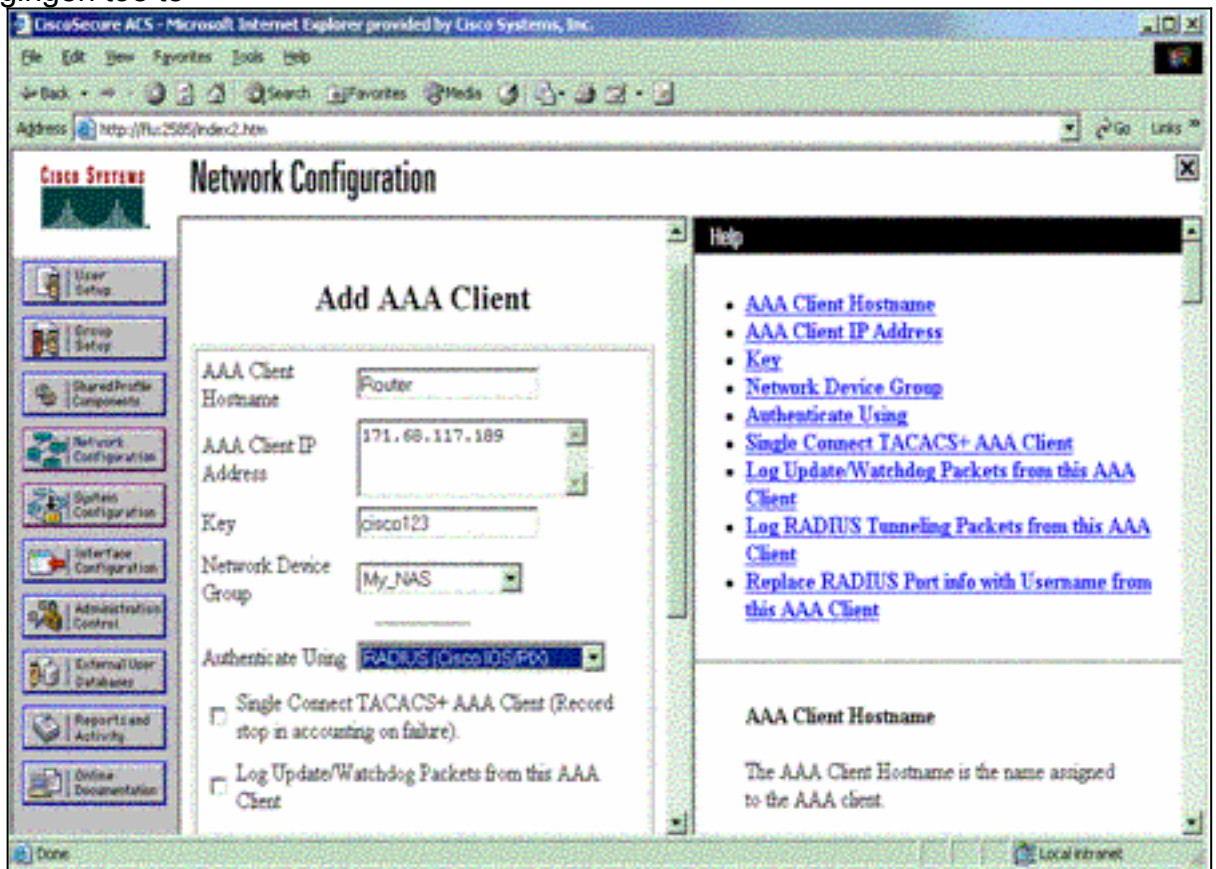 CiscoSecure ACS - Microsoft Internet Explorer provided by Cisco Systems, Inc.
File Edit View Favorites Tools Help
Back Search Favorites Media
Address Go Links »
CISCO SYSTEMS
Network Configuration
User Setup
Group Setup
Shared Profile Components
Network Configuration
System Configuration
Interface Configuration
Administration Control
External User Databases
Reports and Activity
Online Documentation
Add AAA Client
AAA Client Hostname
Router
AAA Client IP Address
171.68.117.189
Key
cisco123
Network Device Group
My_NAS
Authenticate Using
RADIUS (Cisco IOS/PIX)
Single Connect TACACS+ AAA Client (Record
stop in accounting on failure).
Log Update/Watchdog Packets from this AAA
Client
Help
AAA Client Hostname
AAA Client IP Address
Key
Network Device Group
Authenticate Using
Single Connect TACACS+ AAA Client
Log Update/Watchdog Packets from this AAA
Client
Log RADIUS Tunneling Packets from this AAA
Client
Replace RADIUS Port info with Username from
this AAA Client
AAA Client Hostname
The AAA Client Hostname is the name assigned
to the AAA client.
Done
Local intranet